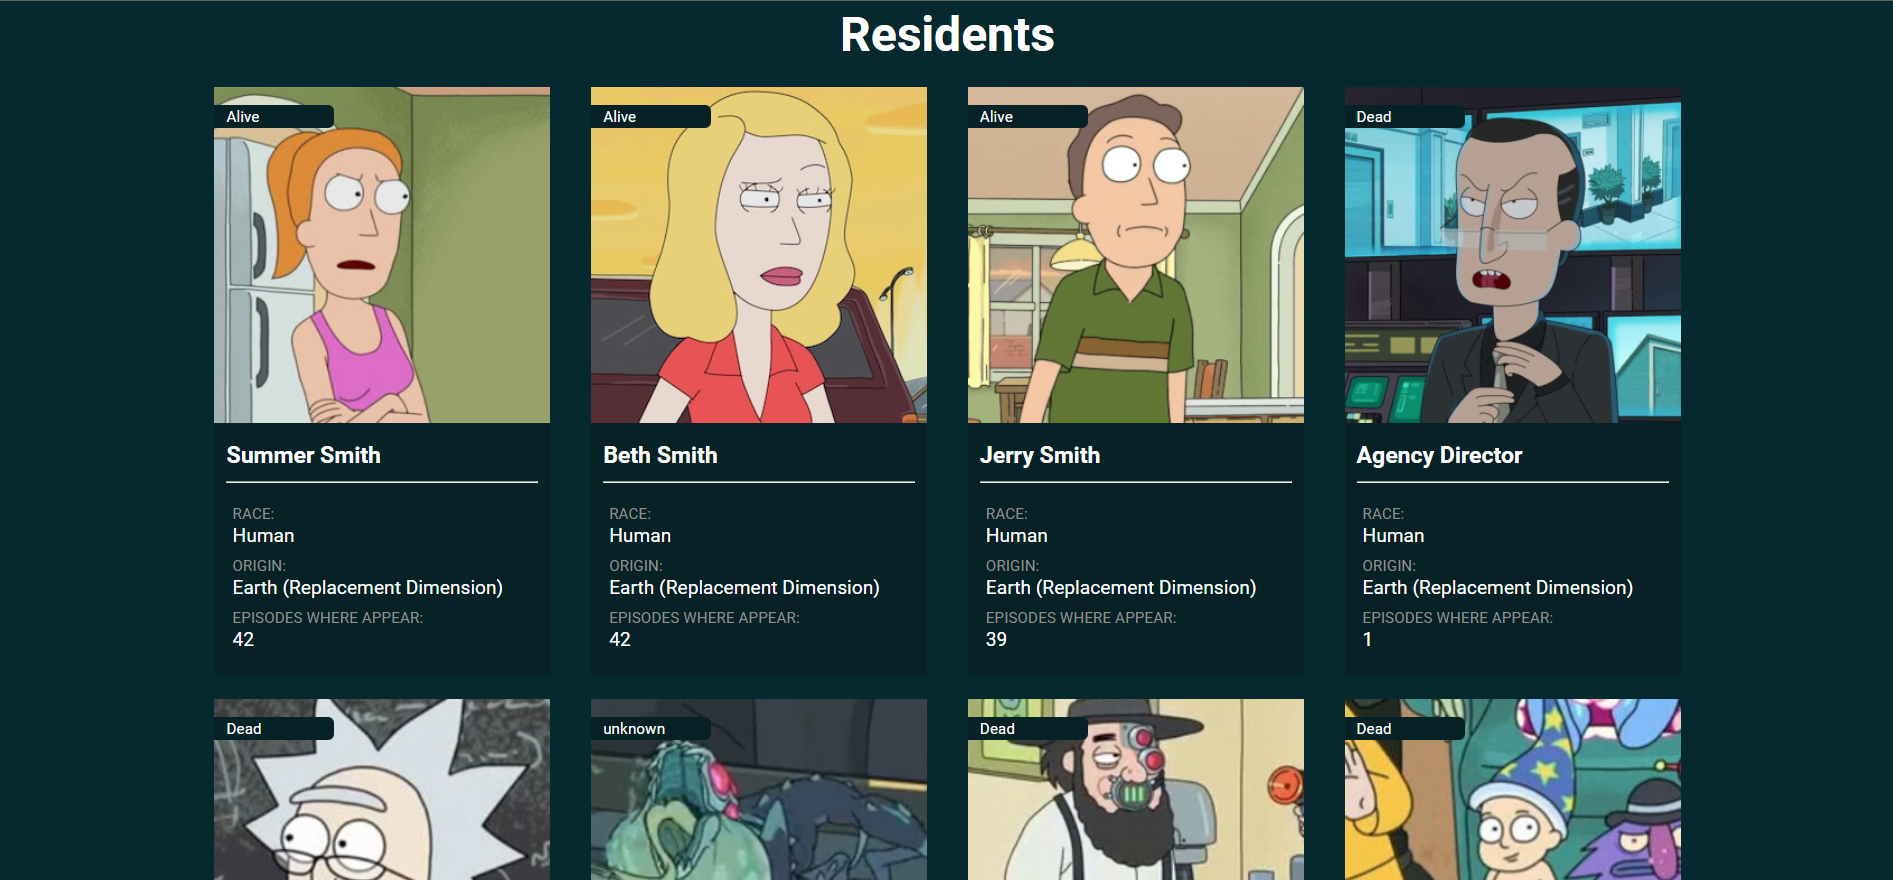 Residents
Alive
Summer Smith
RACE:
Human
ORIGIN:
Earth (Replacement Dimension)
EPISODES WHERE APPEAR:
42
Alive
Beth Smith
RACE:
Human
ORIGIN:
Earth (Replacement Dimension)
EPISODES WHERE APPEAR:
42
Alive
Jerry Smith
RACE:
Human
ORIGIN:
Earth (Replacement Dimension)
EPISODES WHERE APPEAR:
39
Dead
Agency Director
RACE:
Human
ORIGIN:
Earth (Replacement Dimension)
EPISODES WHERE APPEAR:
1
Dead
unknown
Dead
Dead